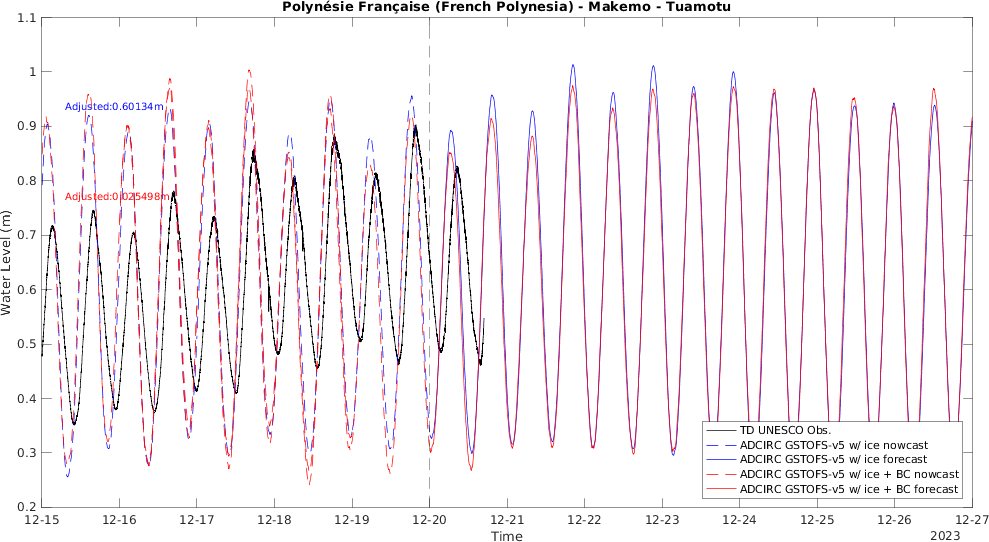 Polynésie Française (French Polynesia) - Makemo - Tuamotu
1.1
1
0.9
0.8
0.7
0.6
0.5
0.4
0.3
0.2
Water Level (m)
Adjusted:0.60134m
Adjusted:0.025498m
TD UNESCO Obs.
ADCIRC GSTOFS-v5 w/ ice nowcast
ADCIRC GSTOFS-v5 w/ ice forecast
ADCIRC GSTOFS-v5 w/ ice + BC nowcast
ADCIRC GSTOFS-v5 w/ ice + BC forecast
12-15 12-16 12-17 12-18 12-19 12-20 12-21 12-22 12-23 12-24 12-25 12-26 12-27
Time
2023